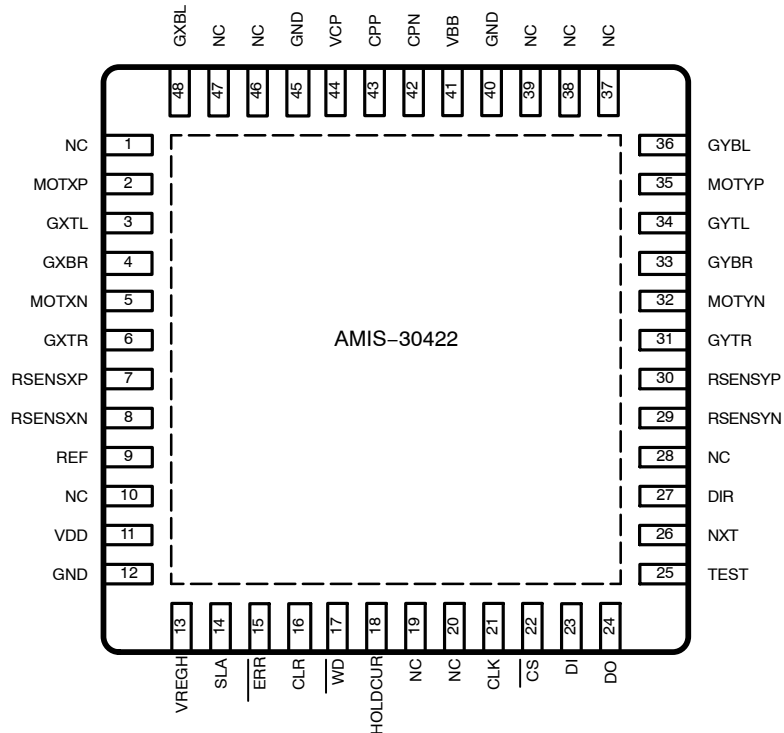 GXBL NC NC GND VCP CPP CPN VBB GND NC NC NC
48 47 46 45 44 43 42 41 40 39 38 37
NC 1 36 GYBL
MOTXP 2 35 MOTYP
GXTL 3 34 GYTL
GXBR 4 33 GYBR
MOTXN 5 32 MOTYN
GXTR 6 AMIS−30422 31 GYTR
RSENSXP 7 30 RSENSYP
RSENSXN 8 29 RSENSYN
REF 9 28 NC
NC 10 27 DIR
VDD 11 26 NXT
GND 12 25 TEST
13 14 15 16 17 18 19 20 21 22 23 24
VREGH SLA ERR CLR WD HOLDCUR NC NC CLK CS DI DO